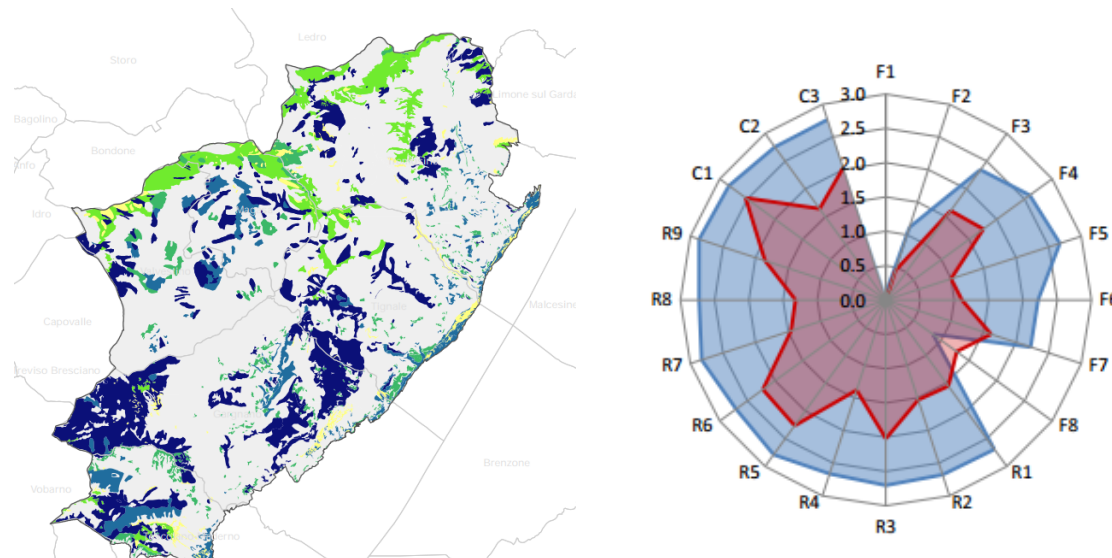 Ledro
Storo
Limone sul Garda
Bagolino
Bondone
Idro
Malcesine
Tignale
Capovalle
Treviso Bresciano
Brenzone
Vobarno
F1
F2
F3
F4
F5
F6
F7
F8
R1
R2
R3
R4
R5
R6
R7
R8
R9
C1
C2
C3
3.0
2.5
2.0
1.5
1.0
0.5
0.0